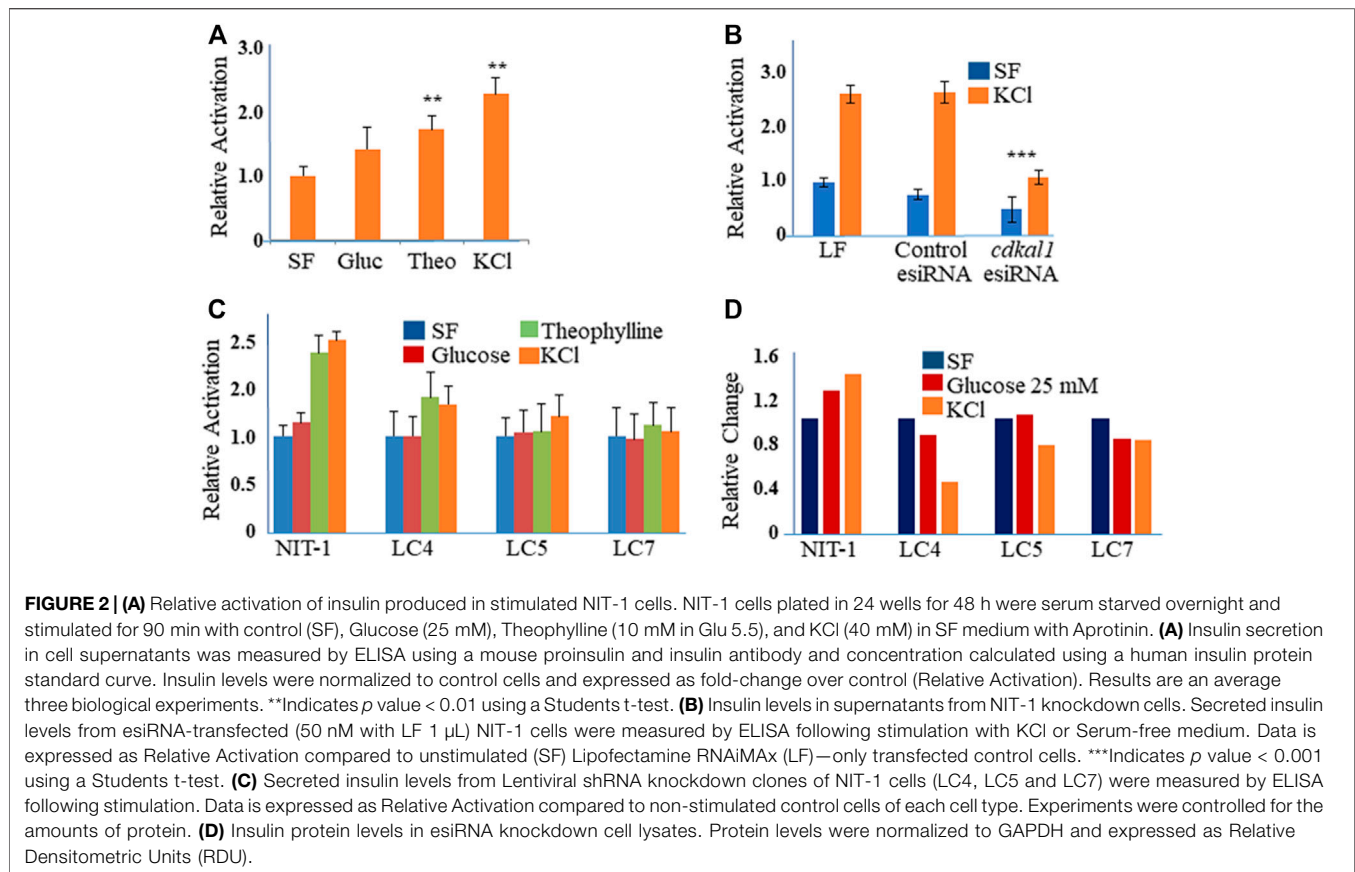 A
Relative Activation
3.0
2.0
1.0
0
**
**
SF Gluc Theo KCl
B
Relative Activation
3.0
2.0
1.0
0
SF
KCl
***
LF Control esiRNA cdkal1 esiRNA
C
Relative Activation
2.5
2.0
1.0
0.5
0
SF Theophylline
Glucose KCl
NIT-1 LC4 LC5 LC7
D
Relative Change
1.6
1.2
0.8
0.4
0
SF
Glucose 25 mM
KCl
NIT-1 LC4 LC5 LC7
FIGURE 2 | (A) Relative activation of insulin produced in stimulated NIT-1 cells. NIT-1 cells plated in 24 wells for 48 h were serum starved overnight and
stimulated for 90 min with control (SF), Glucose (25 mM), Theophylline (10 mM in Glu 5.5), and KCl (40 mM) in SF medium with Aprotinin. (A) Insulin secretion
in cell supernatants was measured by ELISA using a mouse proinsulin and insulin antibody and concentration calculated using a human insulin protein
standard curve. Insulin levels were normalized to control cells and expressed as fold-change over control (Relative Activation). Results are an average
three biological experiments. **Indicates p value < 0.01 using a Students t-test. (B) Insulin levels in supernatants from NIT-1 knockdown cells. Secreted insulin
levels from esiRNA-transfected (50 nM with LF 1 µL) NIT-1 cells were measured by ELISA following stimulation with KCl or Serum-free medium. Data is
expressed as Relative Activation compared to unstimulated (SF) Lipofectamine RNAiMAx (LF)—only transfected control cells. ***Indicates p value < 0.001
using a Students t-test. (C) Secreted insulin levels from Lentiviral shRNA knockdown clones of NIT-1 cells (LC4, LC5 and LC7) were measured by ELISA
following stimulation. Data is expressed as Relative Activation compared to non-stimulated control cells of each cell type. Experiments were controlled for the
amounts of protein. (D) Insulin protein levels in esiRNA knockdown cell lysates. Protein levels were normalized to GAPDH and expressed as Relative
Densitometric Units (RDU).